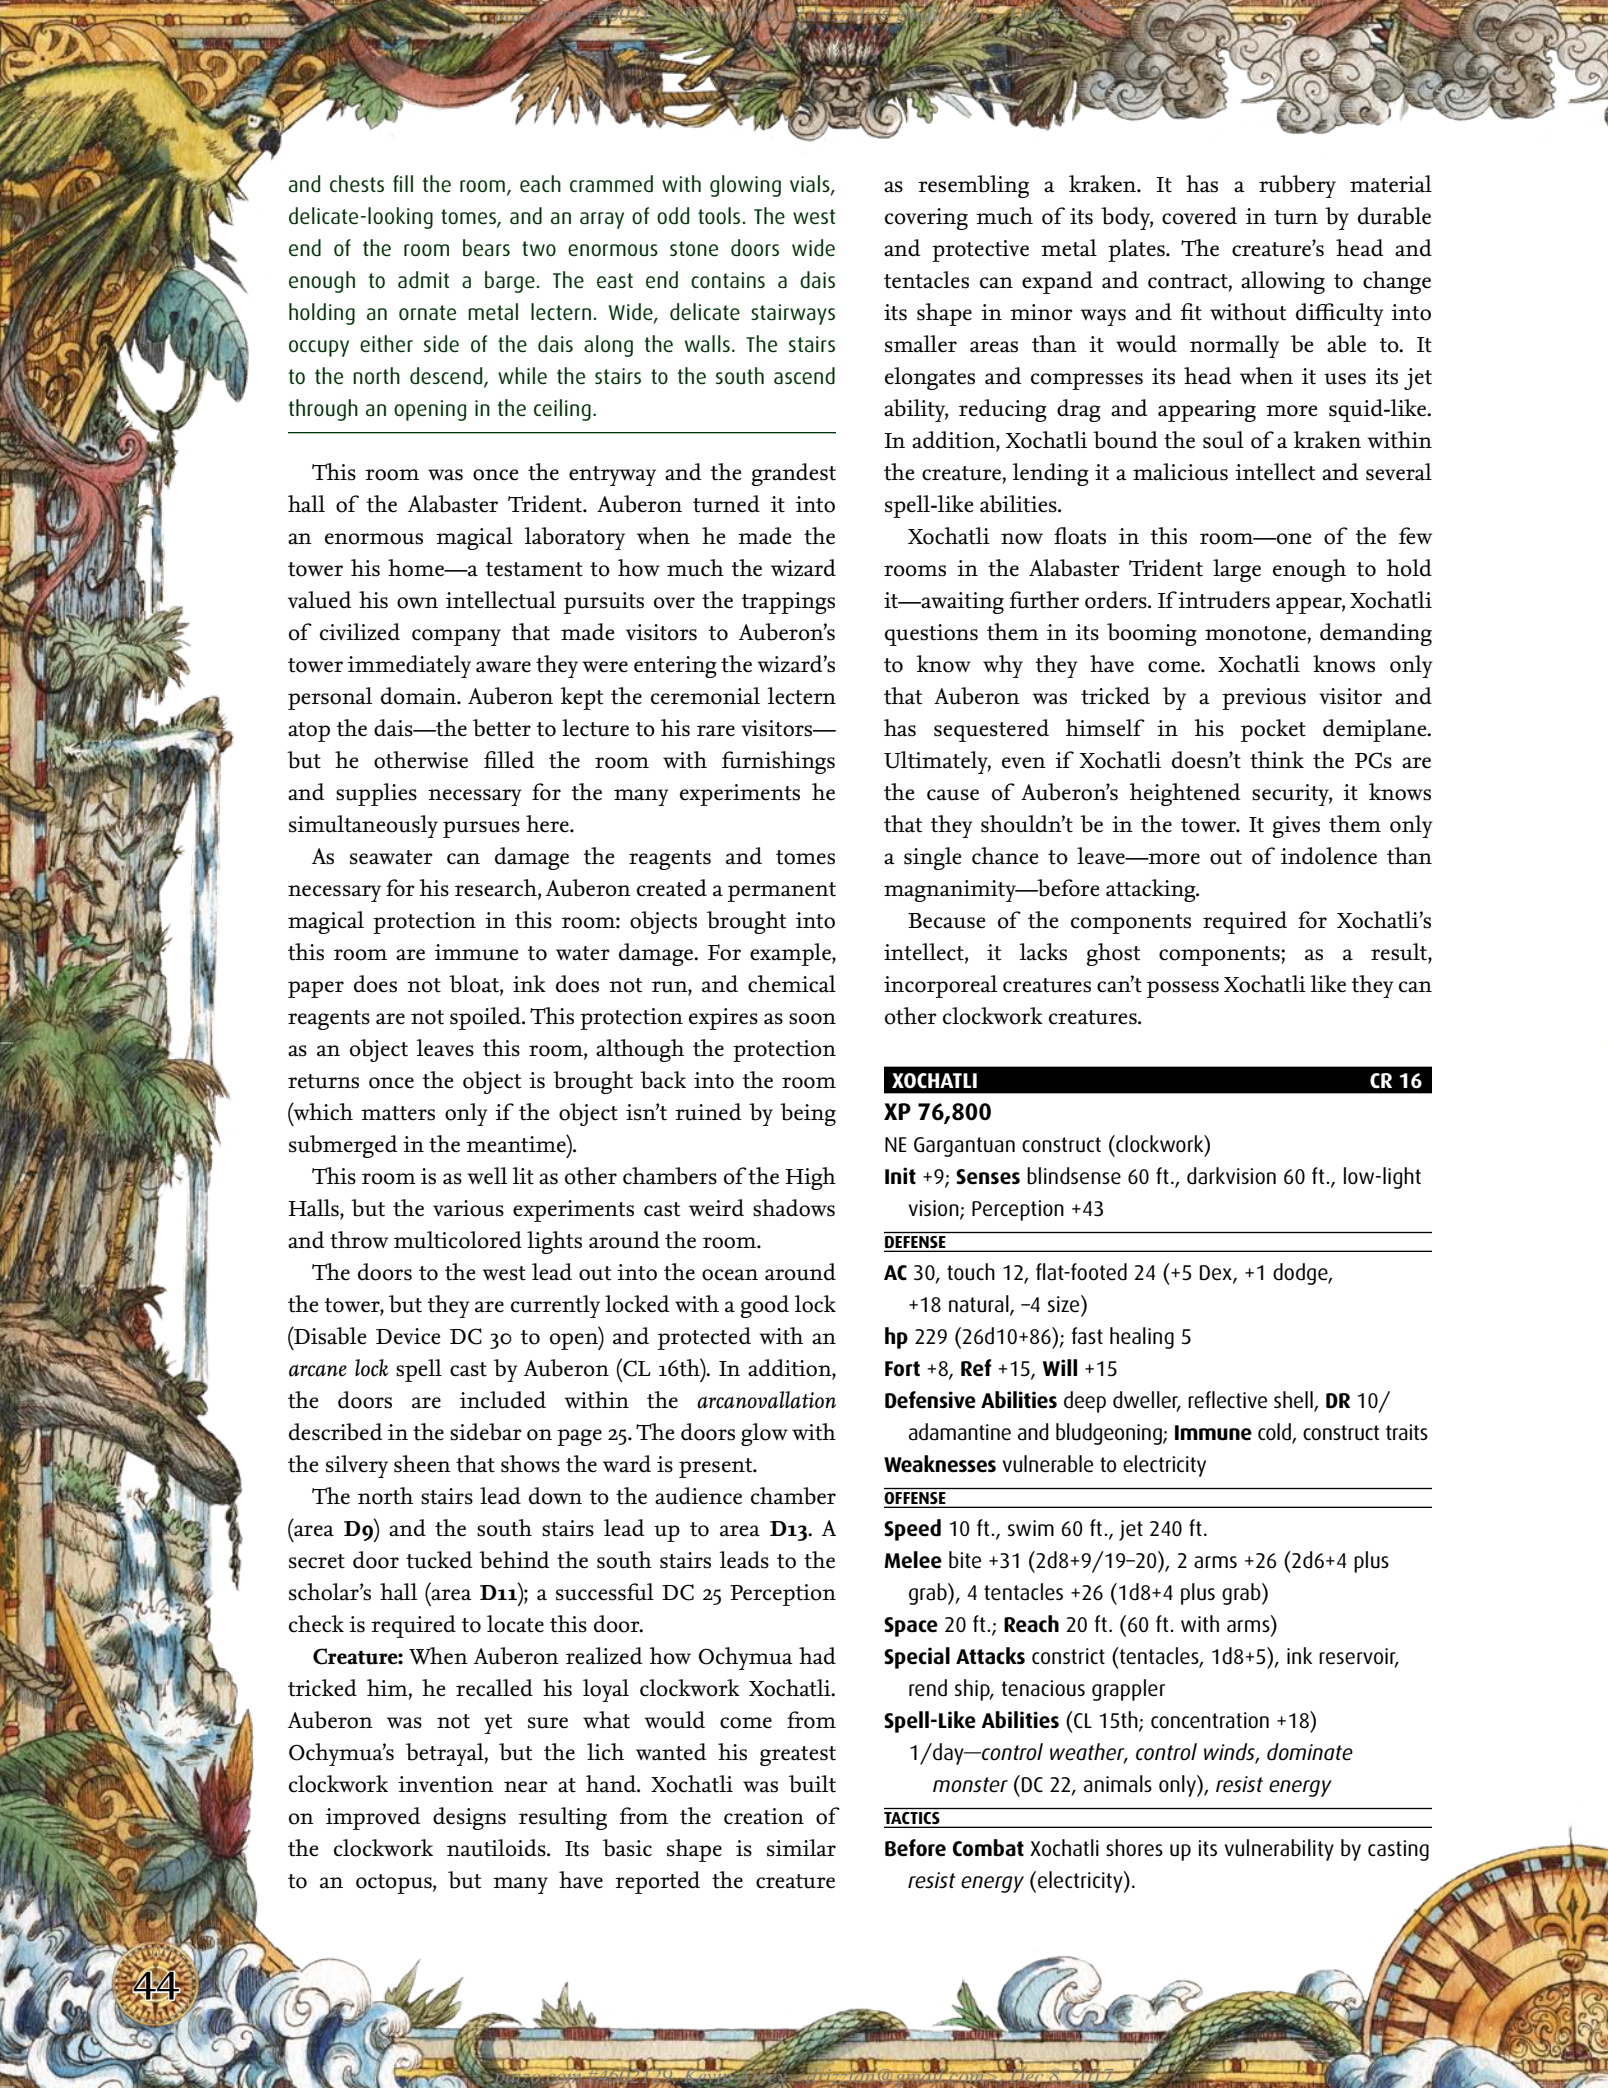 and chests fill the room, each crammed with glowing vials,
delicate-looking tomes, and an array of odd tools. The west
end of the room bears two enormous stone doors wide
enough to admit a barge. The east end contains a dais
holding an ornate metal lectern. Wide, delicate stairways
occupy either side of the dais along the walls. The stairs
to the north descend, while the stairs to the south ascend
through an opening in the ceiling.
This room was once the entryway and the grandest
hall of the Alabaster Trident. Auberon turned it into
an enormous magical laboratory when he made the
tower his home—a testament to how much the wizard
valued his own intellectual pursuits over the trappings
of civilized company that made visitors to Auberon's
tower immediately aware they were entering the wizard's
personal domain. Auberon kept the ceremonial lectern
atop the dais—the better to lecture to his rare visitors—
but he otherwise filled the room with furnishings
and supplies necessary for the many experiments he
simultaneously pursues here.
As seawater can damage the reagents and tomes
necessary for his research, Auberon created a permanent
magical protection in this room: objects brought into
this room are immune to water damage. For example,
paper does not bloat, ink does not run, and chemical
reagents are not spoiled. This protection expires as soon
as an object leaves this room, although the protection
returns once the object is brought back into the room
(which matters only if the object isn't ruined by being
submerged in the meantime).
This room is as well lit as other chambers of the High
Halls, but the various experiments cast weird shadows
and throw multicolored lights around the room.
The doors to the west lead out into the ocean around
the tower, but they are currently locked with a good lock
(Disable Device DC 30 to open) and protected with an
arcane lock spell cast by Auberon (CL 16th). In addition,
the doors are included within the arcanovallation
described in the sidebar on page 25. The doors glow with
the silvery sheen that shows the ward is present.
The north stairs lead down to the audience chamber
(area D9) and the south stairs lead up to area D13. A
secret door tucked behind the south stairs leads to the
scholar's hall (area D11); a successful DC 25 Perception
check is required to locate this door.
Creature: When Auberon realized how Ochymua had
tricked him, he recalled his loyal clockwork Xochatli.
Auberon was not yet sure what would come from
Ochymua's betrayal, but the lich wanted his greatest
clockwork invention near at hand. Xochatli was built
on improved designs resulting from the creation of
the clockwork nautiloids. Its basic shape is similar
to an octopus, but many have reported the creature
as resembling a kraken. It has a rubbery material
covering much of its body, covered in turn by durable
and protective metal plates. The creature's head and
tentacles can expand and contract, allowing to change
its shape in minor ways and fit without difficulty into
smaller areas than it would normally be able to. It
elongates and compresses its head when it uses its jet
ability, reducing drag and appearing more squid-like.
In addition, Xochatli bound the soul of a kraken within
the creature, lending it a malicious intellect and several
spell-like abilities.
Xochatli now floats in this room—one of the few
rooms in the Alabaster Trident large enough to hold
it—awaiting further orders. If intruders appear, Xochatli
questions them in its booming monotone, demanding
to know why they have come. Xochatli knows only
that Auberon was tricked by a previous visitor and
has sequestered himself in his pocket demiplane.
Ultimately, even if Xochatli doesn't think the PCs are
the cause of Auberon's heightened security, it knows
that they shouldn't be in the tower. It gives them only
a single chance to leave—more out of indolence than
magnanimity—before attacking.
Because of the components required for Xochatli's
intellect, it lacks ghost components; as a result,
incorporeal creatures can't possess Xochatli like they can
other clockwork creatures.
XOCHATLI CR 16
XP 76,800
NE Gargantuan construct (clockwork)
Init +9; Senses blindsense 60 ft., darkvision 60 ft., low-light
vision; Perception +43
DEFENSE
AC 30, touch 12, flat-footed 24 (+5 Dex, +1 dodge,
+18 natural, –4 size)
hp 229 (26d10+86); fast healing 5
Fort +8, Ref +15, Will +15
Defensive Abilities deep dweller, reflective shell, DR 10/
adamantine and bludgeoning; Immune cold, construct traits
Weaknesses vulnerable to electricity
OFFENSE
Speed 10 ft., swim 60 ft., jet 240 ft.
Melee bite +31 (2d8+9/19–20), 2 arms +26 (2d6+4 plus
grab), 4 tentacles +26 (1d8+4 plus grab)
Space 20 ft.; Reach 20 ft. (60 ft. with arms)
Special Attacks constrict (tentacles, 1d8+5), ink reservoir,
rend ship, tenacious grappler
Spell-Like Abilities (CL 15th; concentration +18)
1/day—control weather, control winds, dominate
monster (DC 22, animals only), resist energy
TACTICS
Before Combat Xochatli shores up its vulnerability by casting
resist energy (electricity).
44